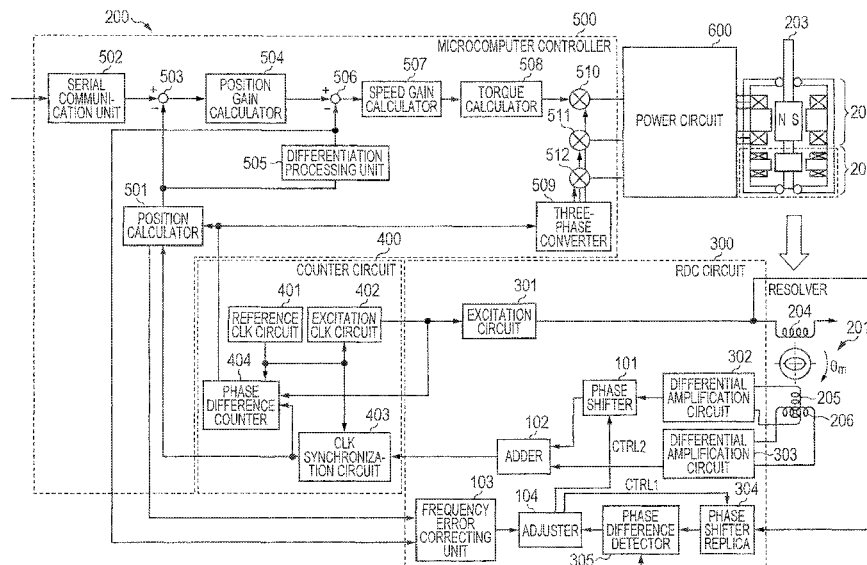 200
500
MICROCOMPUTER CONTROLLER
502
SERIAL
COMMUNI-
CATION UNIT
+
503
-
504
POSITION
GAIN
CALCULATOR
+
506
-
507
SPEED GAIN
CALCULATOR
508
TORQUE
CALCULATOR
510
511
512
600
POWER CIRCUIT
203
N S
20
20
505
DIFFERENTIATION
PROCESSING UNIT
501
POSITION
CALCULATOR
509
THREE-
PHASE
CONVERTER
400
COUNTER CIRCUIT
401
REFERENCE
CLK CIRCUIT
402
EXCITATION
CLK CIRCUIT
404
PHASE
DIFFERENCE
COUNTER
403
CLK
SYNCHRONIZA-
TION CIRCUIT
300
RDC CIRCUIT
301
EXCITATION
CIRCUIT
RESOLVER
204
201
θm
205
206
101
PHASE
SHIFTER
302
DIFFERENTIAL
AMPLIFICATION
CIRCUIT
102
ADDER
CTRL2
DIFFERENTIAL
AMPLIFICATION
CIRCUIT
303
103
FREQUENCY
ERROR
CORRECTING
UNIT
104
ADJUSTER
CTRL1
PHASE
DIFFERENCE
DETECTOR
305
304
PHASE
SHIFTER
REPLICA